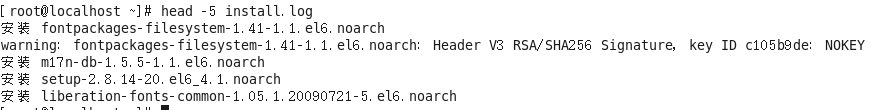 [root@localhost ~]# head -5 install.log
安装 fontpackages-filesystem-1.41-1.1.el6.noarch
warning: fontpackages-filesystem-1.41-1.1.el6.noarch: Header V3 RSA/SHA256 Signature, key ID c105b9de: NOKEY
安装 m17n-db-1.5.5-1.1.el6.noarch
安装 setup-2.8.14-20.el6_4.1.noarch
安装 liberation-fonts-common-1.05.1.20090721-5.el6.noarch
[root@localhost ~]#